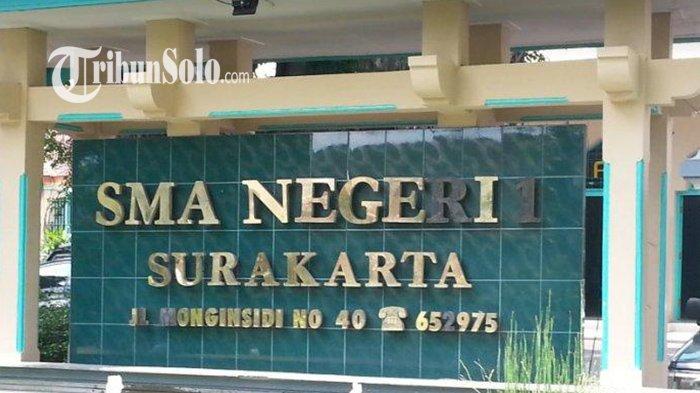 TribunSolo.com
SMA NEGERI 1
SURAKARTA
JL MONGINSIDI NO 40 ☎ 652975